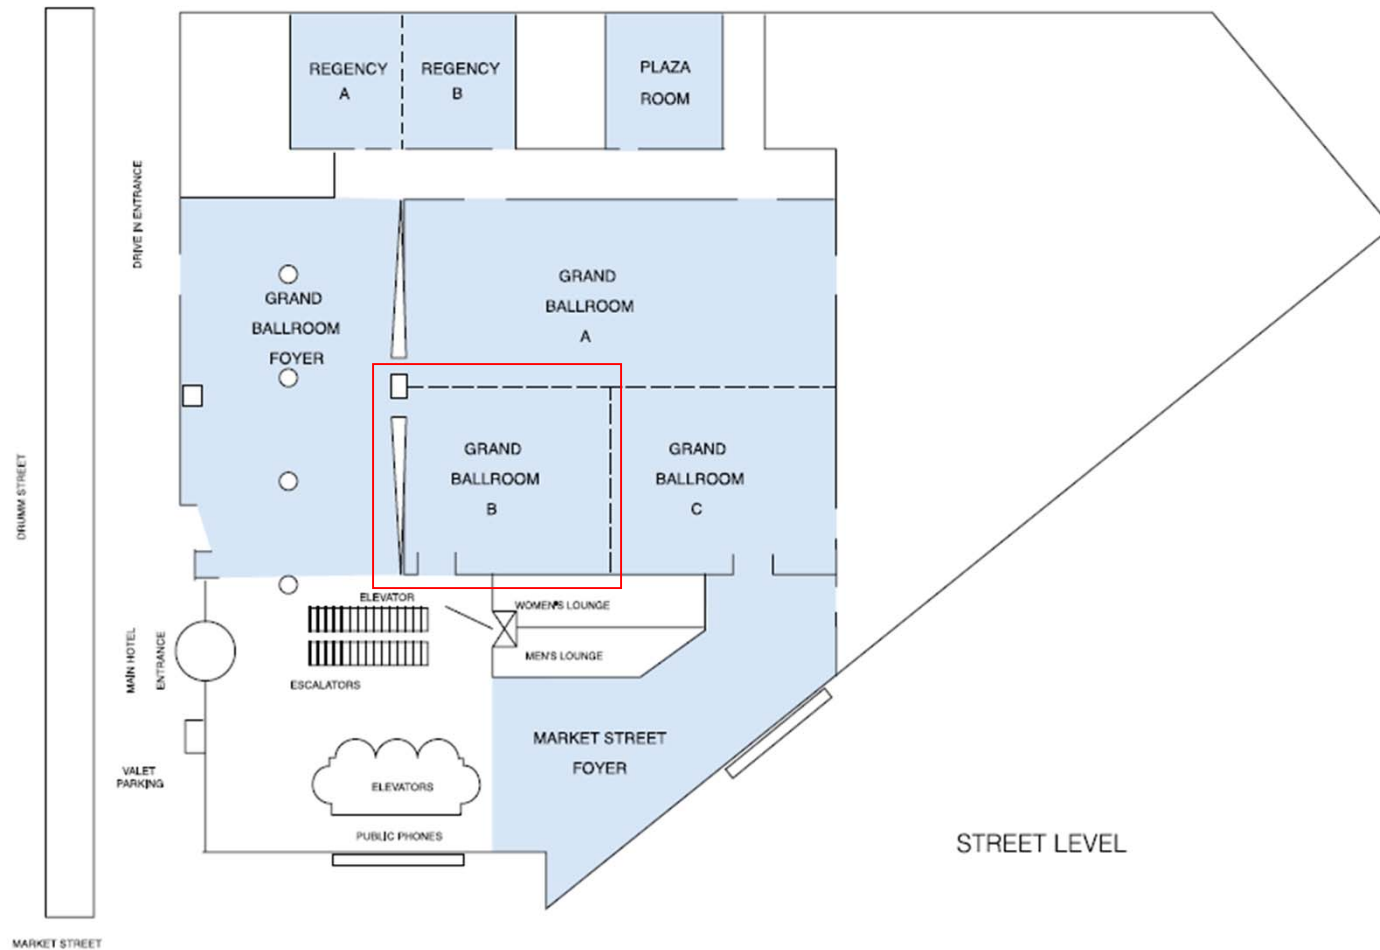 REGENCY
A
REGENCY
B
PLAZA
ROOM
DRIVE IN ENTRANCE
GRAND
BALLROOM
FOYER
GRAND
BALLROOM
A
GRAND
BALLROOM
B
GRAND
BALLROOM
C
DRUMM STREET
ELEVATOR
WOMEN'S LOUNGE
MEN'S LOUNGE
MAIN HOTEL
ENTRANCE
ESCALATORS
MARKET STREET
FOYER
VALET
PARKING
ELEVATORS
PUBLIC PHONES
STREET LEVEL
MARKET STREET